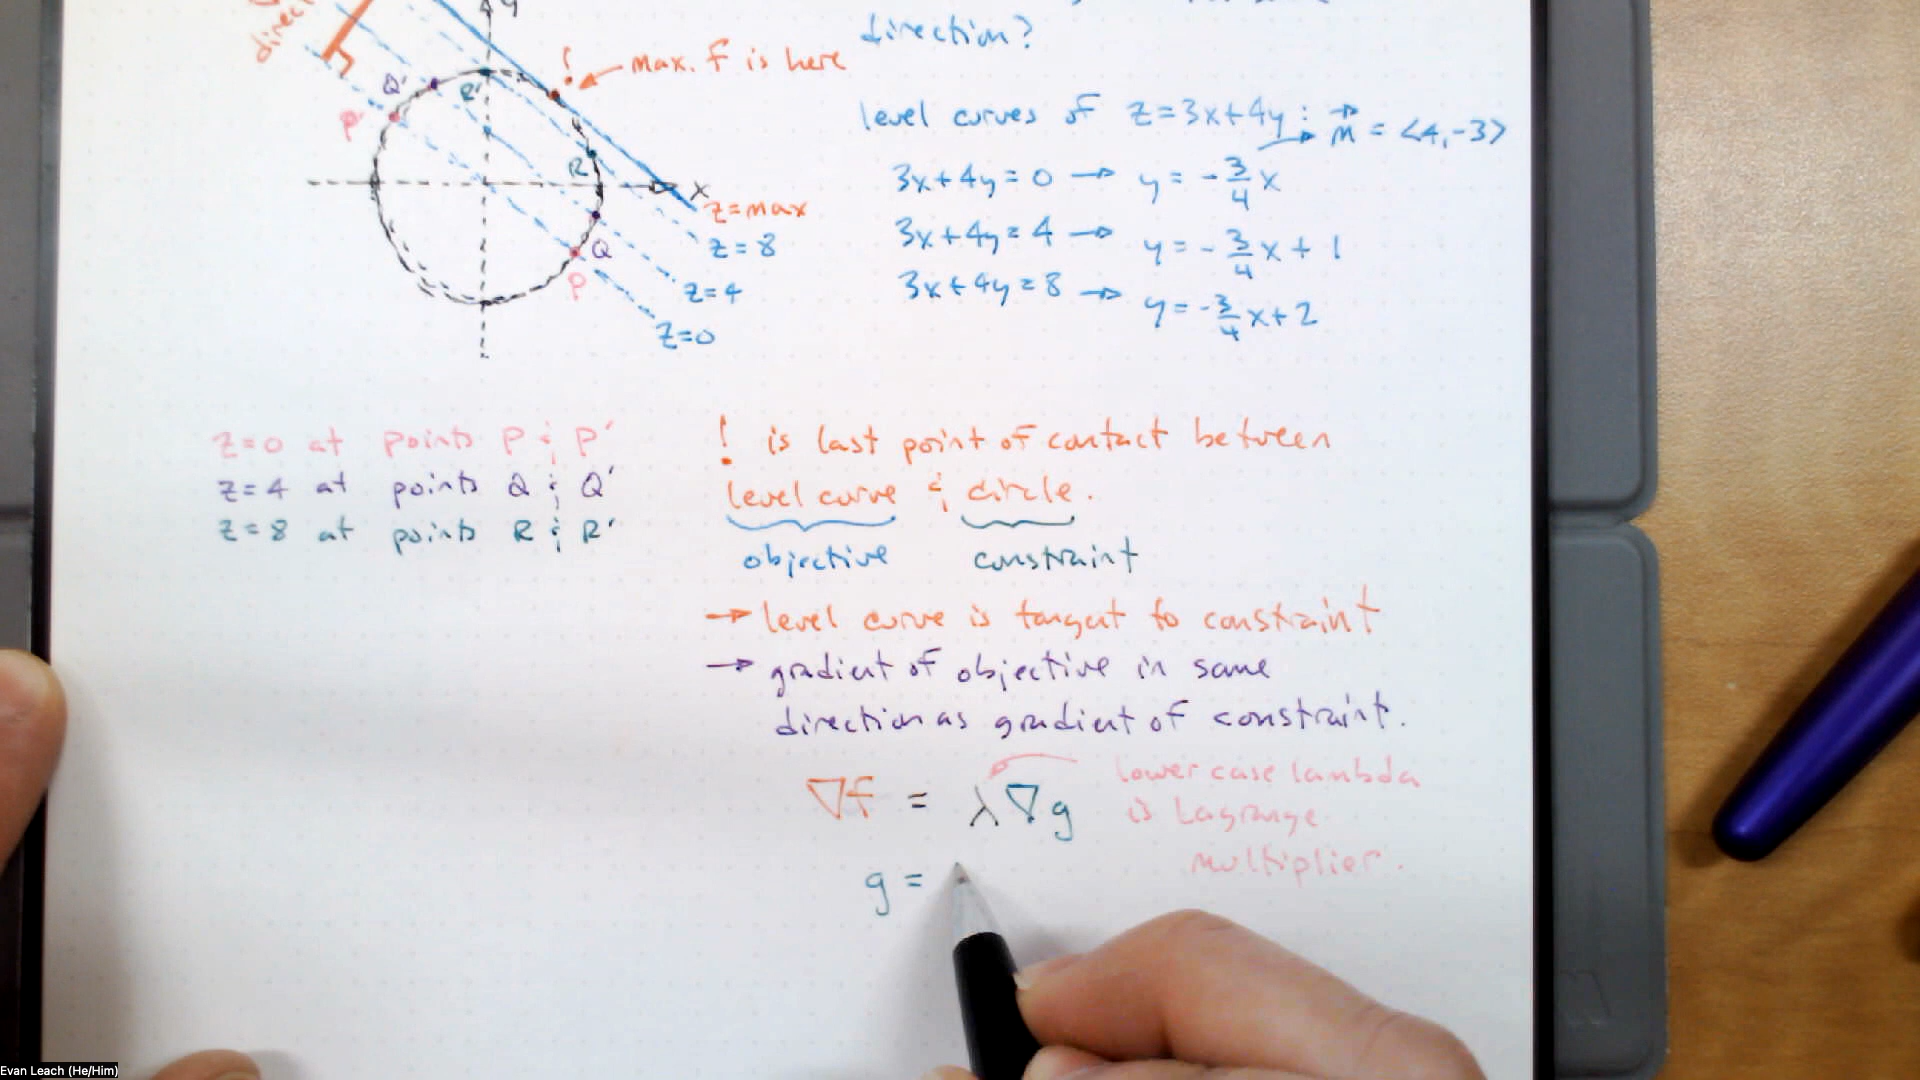 y
direction?
! max. f is here
direct
Q'
R'
P'
level curves of z=3x+4y: m = <4,-3>
R
3x+4y=0 → y = -3/4 x
x
z=max
3x+4y=4 → y = -3/4 x + 1
Q
z=8
P
3x+4y=8 → y=-3/4 x+2
z=4
z=0
z=0 at points P & P'
! is last point of contact between
z=4 at points Q & Q'
level curve & circle.
z=8 at points R & R'
objective constraint
→ level curve is tangent to constraint
→ gradient of objective in same
direction as gradient of constraint.
∇f = λ∇g
lower case lambda
is Lagrange
multiplier.
g =
Evan Leach (He/Him)